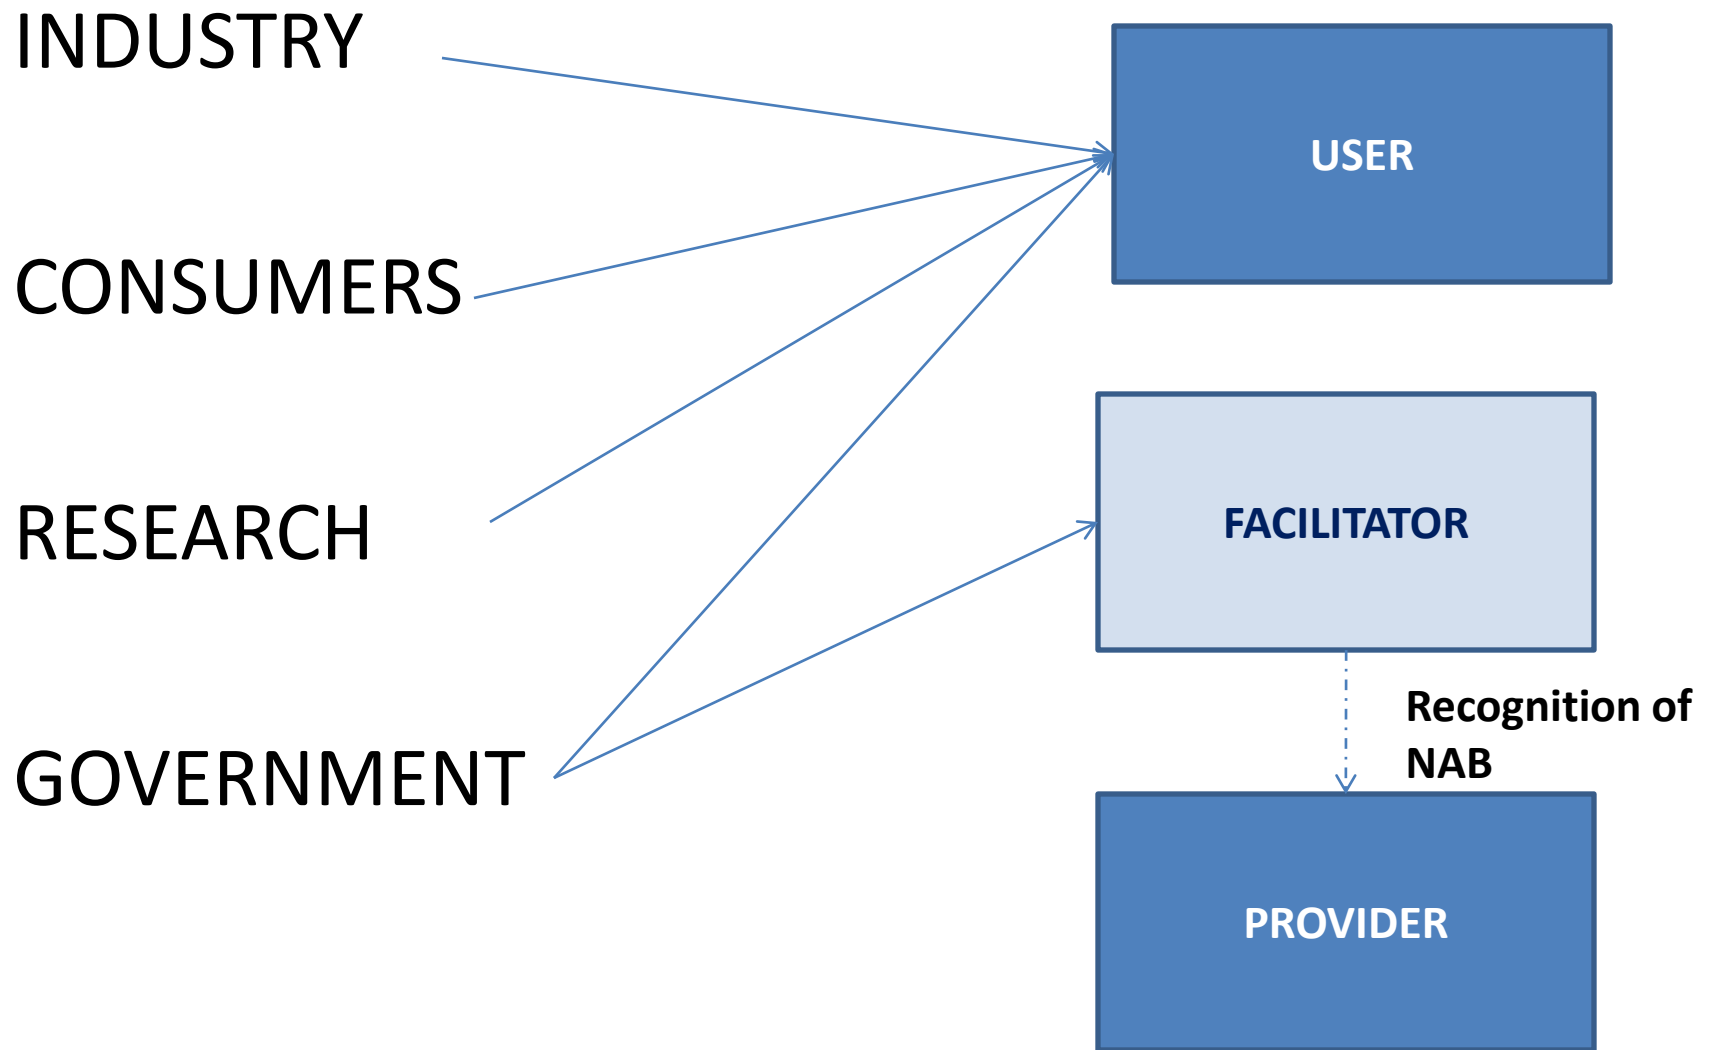 INDUSTRY
USER
CONSUMERS
RESEARCH
FACILITATOR
Recognition of
NAB
GOVERNMENT
PROVIDER